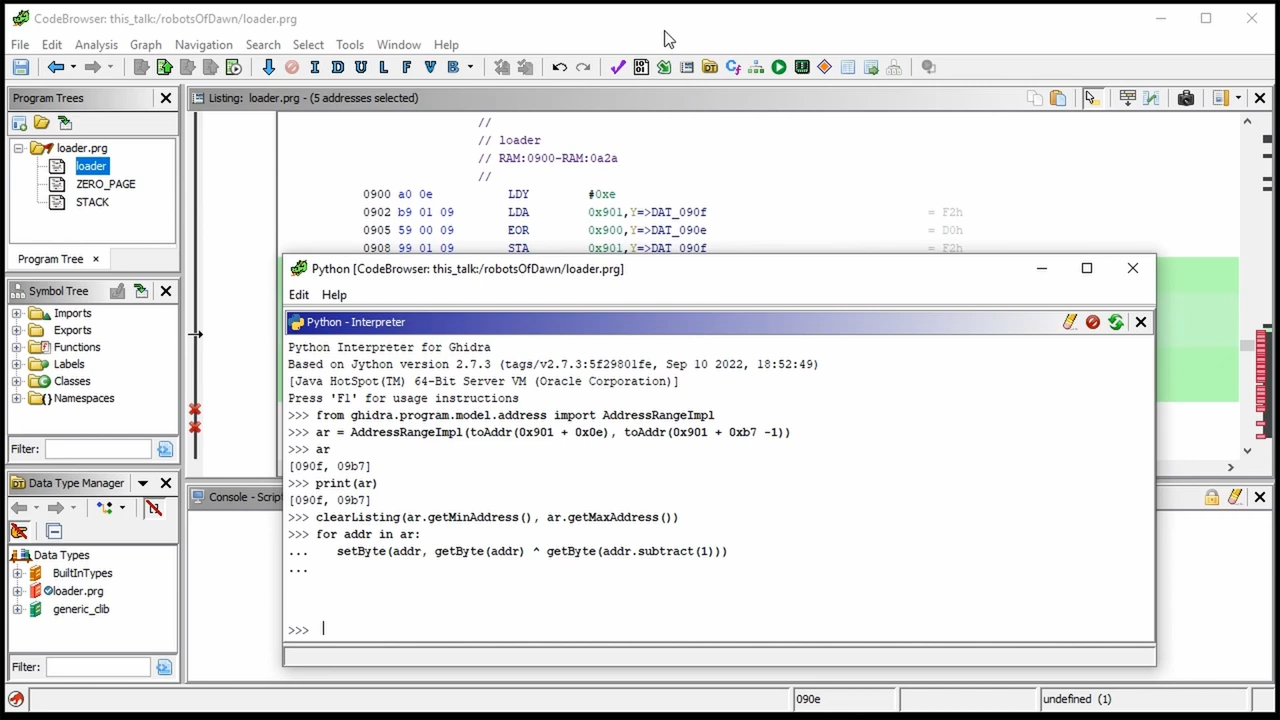 CodeBrowser: this_talk:/robotsOfDawn/loader.prg
File Edit Analysis Graph Navigation Search Select Tools Window Help
I D U L F V B
Program Trees
loader.prg
loader
ZERO_PAGE
STACK
Program Tree ×
Symbol Tree
Imports
Exports
Functions
Labels
Classes
Namespaces
Filter:
Data Type Manager
Data Types
BuiltInTypes
loader.prg
generic_clib
Filter:
Listing: loader.prg - (5 addresses selected)
//
// loader
// RAM:0900-RAM:0a2a
//
0900 a0 0e LDY #0xe
0902 b9 01 09 LDA 0x901,Y=>DAT_090f = F2h
0905 59 00 09 EOR 0x900,Y=>DAT_090e = D0h
0908 99 01 09 STA 0x901,Y=>DAT_090f = F2h
Console - Scrip
Python [CodeBrowser: this_talk:/robotsOfDawn/loader.prg]
Edit Help
Python - Interpreter
Python Interpreter for Ghidra
Based on Jython version 2.7.3 (tags/v2.7.3:5f29801fe, Sep 10 2022, 18:52:49)
[Java HotSpot(TM) 64-Bit Server VM (Oracle Corporation)]
Press 'F1' for usage instructions
>>> from ghidra.program.model.address import AddressRangeImpl
>>> ar = AddressRangeImpl(toAddr(0x901 + 0x0e), toAddr(0x901 + 0xb7 -1))
>>> ar
[090f, 09b7]
>>> print(ar)
[090f, 09b7]
>>> clearListing(ar.getMinAddress(), ar.getMaxAddress())
>>> for addr in ar:
... setByte(addr, getByte(addr) ^ getByte(addr.subtract(1)))
...
>>>
090e
undefined (1)